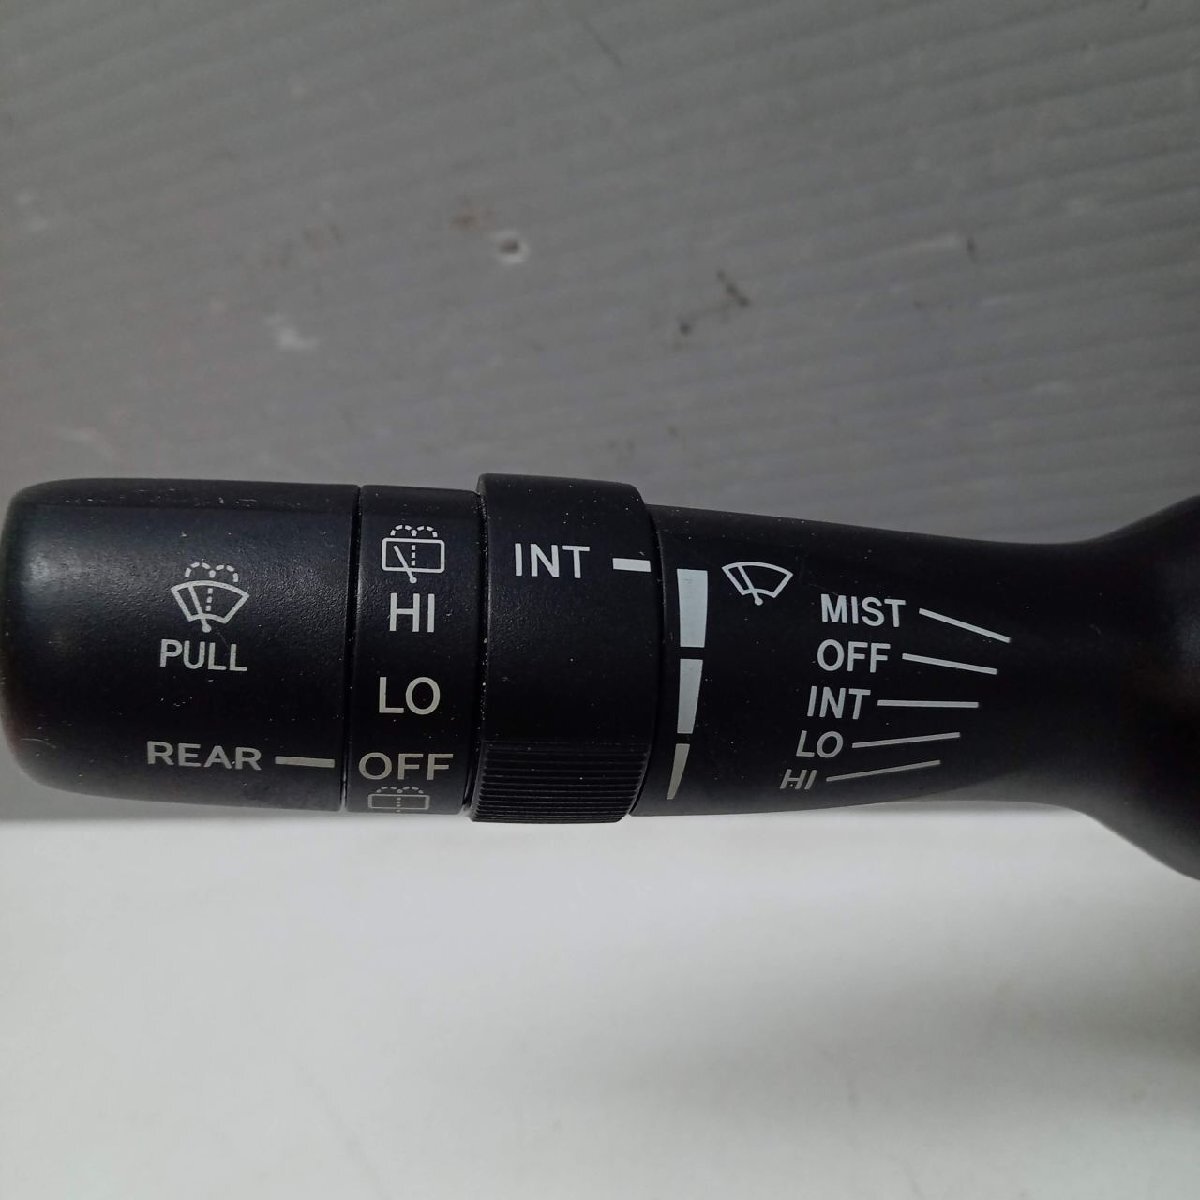 PULL
REAR
HI
LO
OFF
INT
MIST
OFF
INT
LO
HI